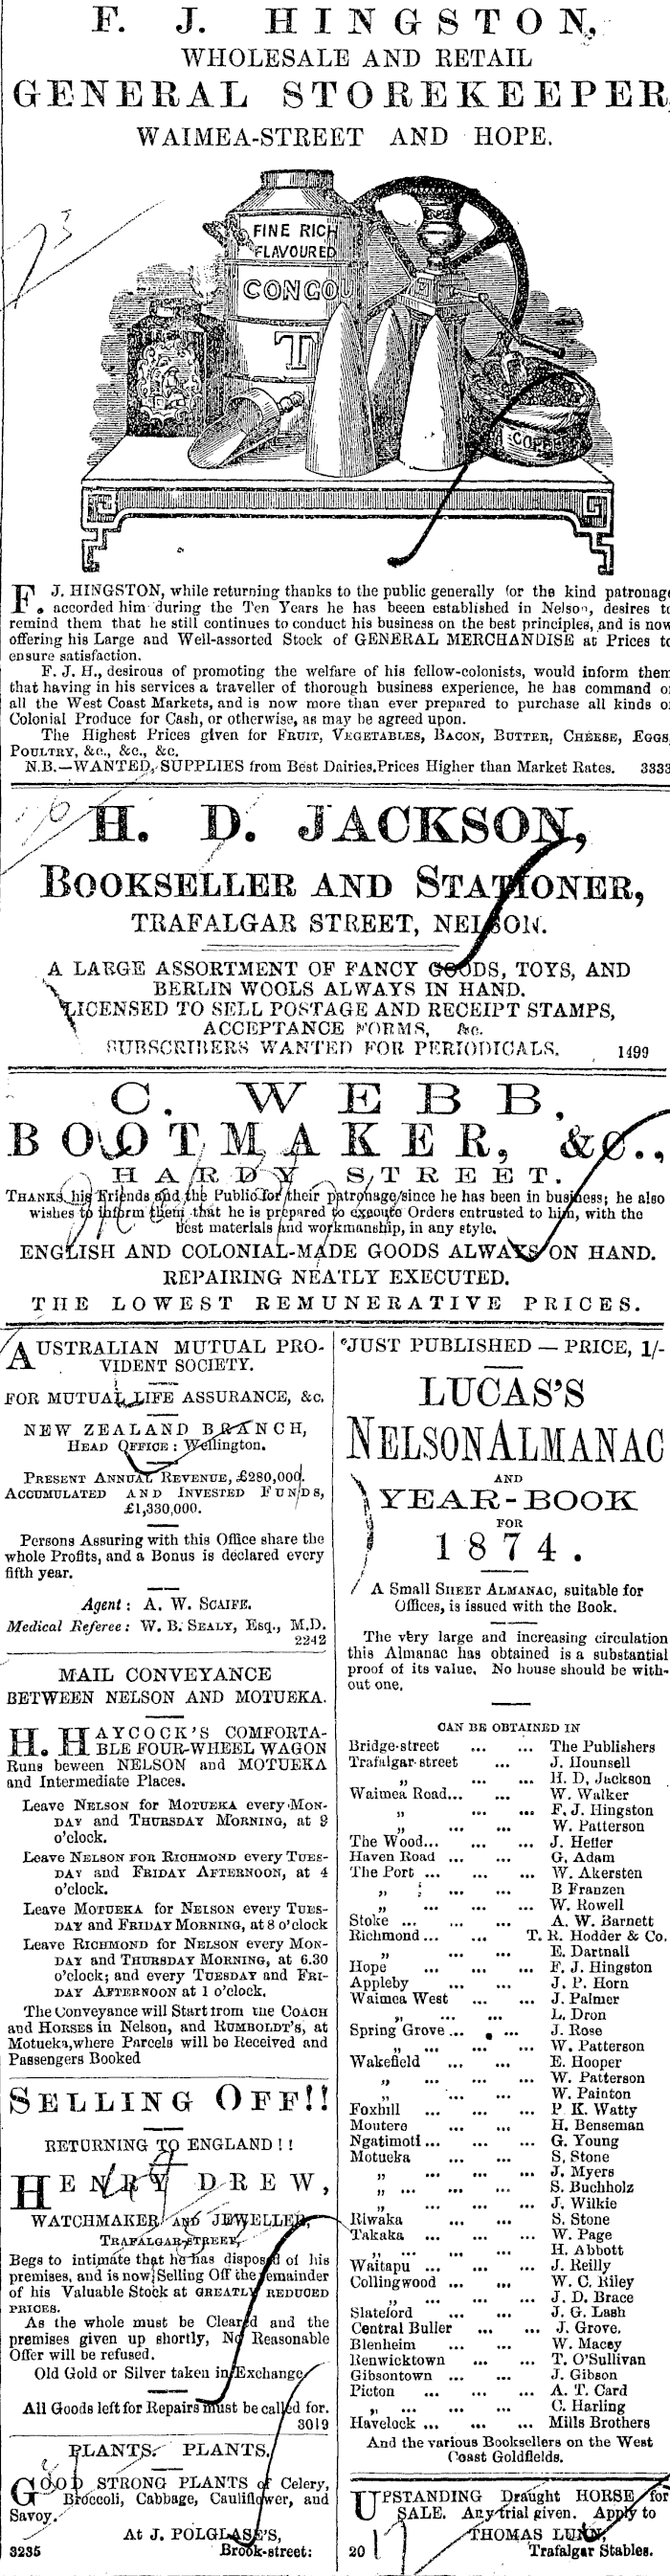 F. J. HINGSTON,
WHOLESALE AND RETAIL
GENERAL STOREKEEPER,
WAIMEA-STREET AND HOPE.
FINE RICH
FLAVOURED
CONGOU
T
COFFEE
F. J. HINGSTON, while returning thanks to the public generally for the kind patronage
accorded him during the Ten Years he has beeen established in Nelson, desires to
remind them that he still continues to conduct his business on the best principles, and is now
offering his Large and Well-assorted Stock of GENERAL MERCHANDISE at Prices to
ensure satisfaction.
F. J. H., desirous of promoting the welfare of his fellow-colonists, would inform them
that having in his services a traveller of thorough business experience, he has command of
all the West Coast Markets, and is now more than ever prepared to purchase all kinds of
Colonial Produce for Cash, or otherwise, as may be agreed upon.
The Highest Prices given for FRUIT, VEGETABLES, BACON, BUTTER, CHEESE, EGGS,
POULTRY, &c., &c., &c.
N.B.—WANTED, SUPPLIES from Best Dairies. Prices Higher than Market Rates. 3333
H. D. JACKSON,
BOOKSELLER AND STATIONER,
TRAFALGAR STREET, NELSON.
A LARGE ASSORTMENT OF FANCY GOODS, TOYS, AND
BERLIN WOOLS ALWAYS IN HAND.
LICENSED TO SELL POSTAGE AND RECEIPT STAMPS,
ACCEPTANCE FORMS, &c.
SUBSCRIBERS WANTED FOR PERIODICALS. 1499
C. WEBB,
BOOTMAKER, &c.,
HARDY STREET.
THANKS his Friends and the Public for their patronage since he has been in business; he also
wishes to inform them that he is prepared to execute Orders entrusted to him, with the
best materials and workmanship, in any style.
ENGLISH AND COLONIAL-MADE GOODS ALWAYS ON HAND.
REPAIRING NEATLY EXECUTED.
THE LOWEST REMUNERATIVE PRICES.
AUSTRALIAN MUTUAL PRO-
VIDENT SOCIETY.
FOR MUTUAL LIFE ASSURANCE, &c.
NEW ZEALAND BRANCH,
HEAD OFFICE: Wellington.
PRESENT ANNUAL REVENUE, £280,000.
ACCUMULATED AND INVESTED FUNDS,
£1,330,000.
Persons Assuring with this Office share the
whole Profits, and a Bonus is declared every
fifth year.
Agent: A. W. SCAIFE.
Medical Referee: W. B. SEALY, Esq., M.D.
2242
MAIL CONVEYANCE
BETWEEN NELSON AND MOTUEKA.
H. HAYCOCK'S COMFORTA-
BLE FOUR-WHEEL WAGON
Runs beween NELSON and MOTUEKA
and Intermediate Places.
Leave NELSON for MOTUEKA every MON-
DAY and THURSDAY MORNING, at 9
o'clock.
Leave NELSON FOR RICHMOND every TUES-
DAY and FRIDAY AFTERNOON, at 4
o'clock.
Leave MOTUEKA for NELSON every TUES-
DAY and FRIDAY MORNING, at 8 o'clock
Leave RICHMOND for NELSON every MON-
DAY and THURSDAY MORNING, at 6.30
o'clock; and every TUESDAY and FRI-
DAY AFTERNOON at 1 o'clock.
The Conveyance will Start from the COACH
and HORSES in Nelson, and RUMBOLDT'S, at
Motueka, where Parcels will be Received and
Passengers Booked
SELLING OFF!!
RETURNING TO ENGLAND!!
HENRY DREW,
WATCHMAKER AND JEWELLER,
TRAFALGAR-STREET,
Begs to intimate that he has disposed of his
premises, and is now Selling Off the remainder
of his Valuable Stock at GREATLY REDUCED
PRICES.
As the whole must be Cleared and the
premises given up shortly, No Reasonable
Offer will be refused.
Old Gold or Silver taken in Exchange.
All Goods left for Repairs must be called for.
3019
PLANTS. PLANTS.
GOOD STRONG PLANTS of Celery,
Broccoli, Cabbage, Cauliflower, and
Savoy.
At J. POLGLASE'S,
3235 Brook-street:
JUST PUBLISHED — PRICE, 1/-
LUCAS'S
NELSON ALMANAC
AND
YEAR-BOOK
FOR
1874.
A Small SHEET ALMANAC, suitable for
Offices, is issued with the Book.
The very large and increasing circulation
this Almanac has obtained is a substantial
proof of its value. No house should be with-
out one.
CAN BE OBTAINED IN
Bridge-street ... ... The Publishers
Trafalgar-street ... J. Hounsell
„ ... ... H. D. Jackson
Waimea Road... ... W. Walker
„ ... ... F. J. Hingston
„ ... ... W. Patterson
The Wood... ... ... J. Hetler
Haven Road ... ... G. Adam
The Port ... ... ... W. Akersten
„ ... ... B Franzen
„ ... ... ... W. Rowell
Stoke ... ... ... A. W. Barnett
Richmond ... ... T. R. Hodder & Co.
„ ... ... E. Dartnall
Hope ... ... ... F. J. Hingston
Appleby ... ... J. P. Horn
Waimea West ... ... J. Palmer
„ ... ... L. Dron
Spring Grove ... ... J. Rose
„ ... ... ... W. Patterson
Wakefield ... ... E. Hooper
„ ... ... W. Patterson
„ ... ... W. Painton
Foxhill ... ... ... P. K. Watty
Moutere ... ... H. Benseman
Ngatimoti ... ... ... G. Young
Motueka ... ... S. Stone
„ ... ... ... J. Myers
„ ... ... ... S. Buchholz
„ ... ... ... J. Wilkie
Riwaka ... ... S. Stone
Takaka ... ... ... W. Page
„ ... ... ... H. Abbott
Waitapu ... ... ... J. Reilly
Collingwood ... ... W. C. Riley
„ ... ... J. D. Brace
Slateford ... ... J. G. Lash
Central Buller ... ... J. Grove.
Blenheim ... ... W. Macey
Renwicktown ... ... T. O'Sullivan
Gibsontown ... ... J. Gibson
Picton ... ... ... A. T. Card
„ ... ... ... C. Harling
Havelock ... ... ... Mills Brothers
And the various Booksellers on the West
Coast Goldfields.
UPSTANDING Draught HORSE for
SALE. Any trial given. Apply to
THOMAS LUNN,
20 Trafalgar Stables.